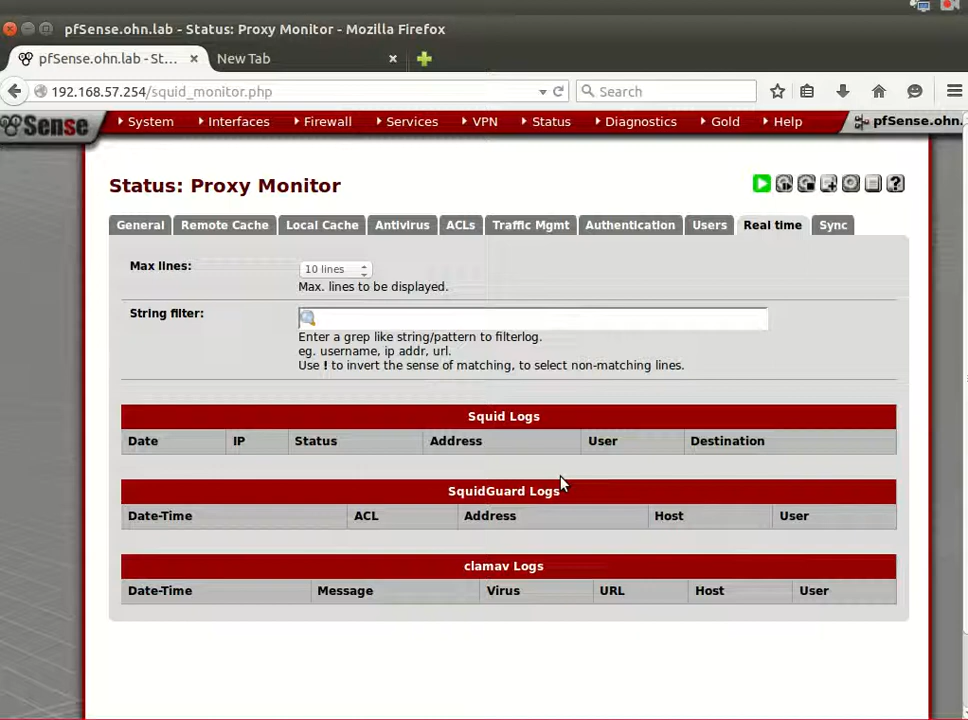 pfSense.ohn.lab - Status: Proxy Monitor - Mozilla Firefox
pfSense.ohn.lab - St... × New Tab ×
192.168.57.254/squid_monitor.php Search
Sense System Interfaces Firewall Services VPN Status Diagnostics Gold Help pfSense.ohn.
Status: Proxy Monitor
General Remote Cache Local Cache Antivirus ACLs Traffic Mgmt Authentication Users Real time Sync
Max lines: 10 lines
Max. lines to be displayed.
String filter:
Enter a grep like string/pattern to filterlog.
eg. username, ip addr, url.
Use ! to invert the sense of matching, to select non-matching lines.
Squid Logs
Date IP Status Address User Destination
SquidGuard Logs
Date-Time ACL Address Host User
clamav Logs
Date-Time Message Virus URL Host User